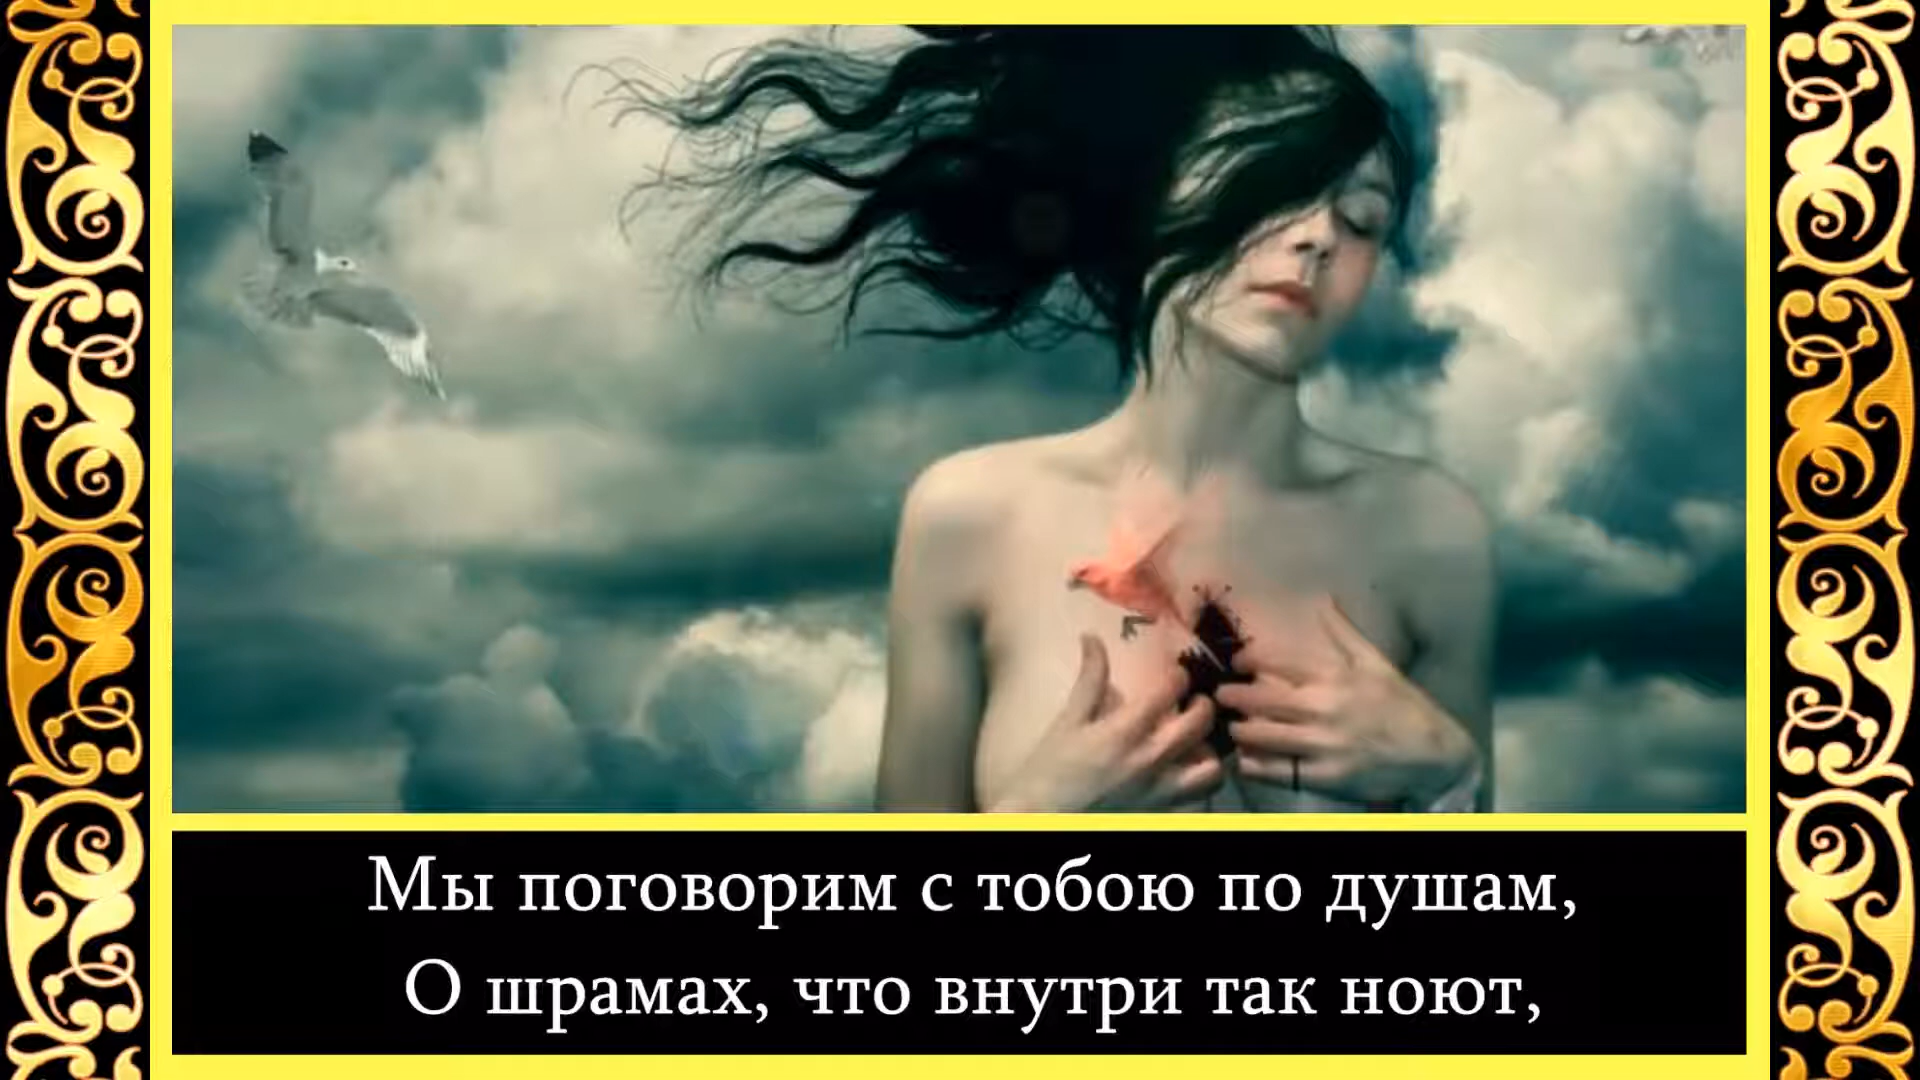 Мы поговорим с тобою по душам,
О шрамах, что внутри так ноют,